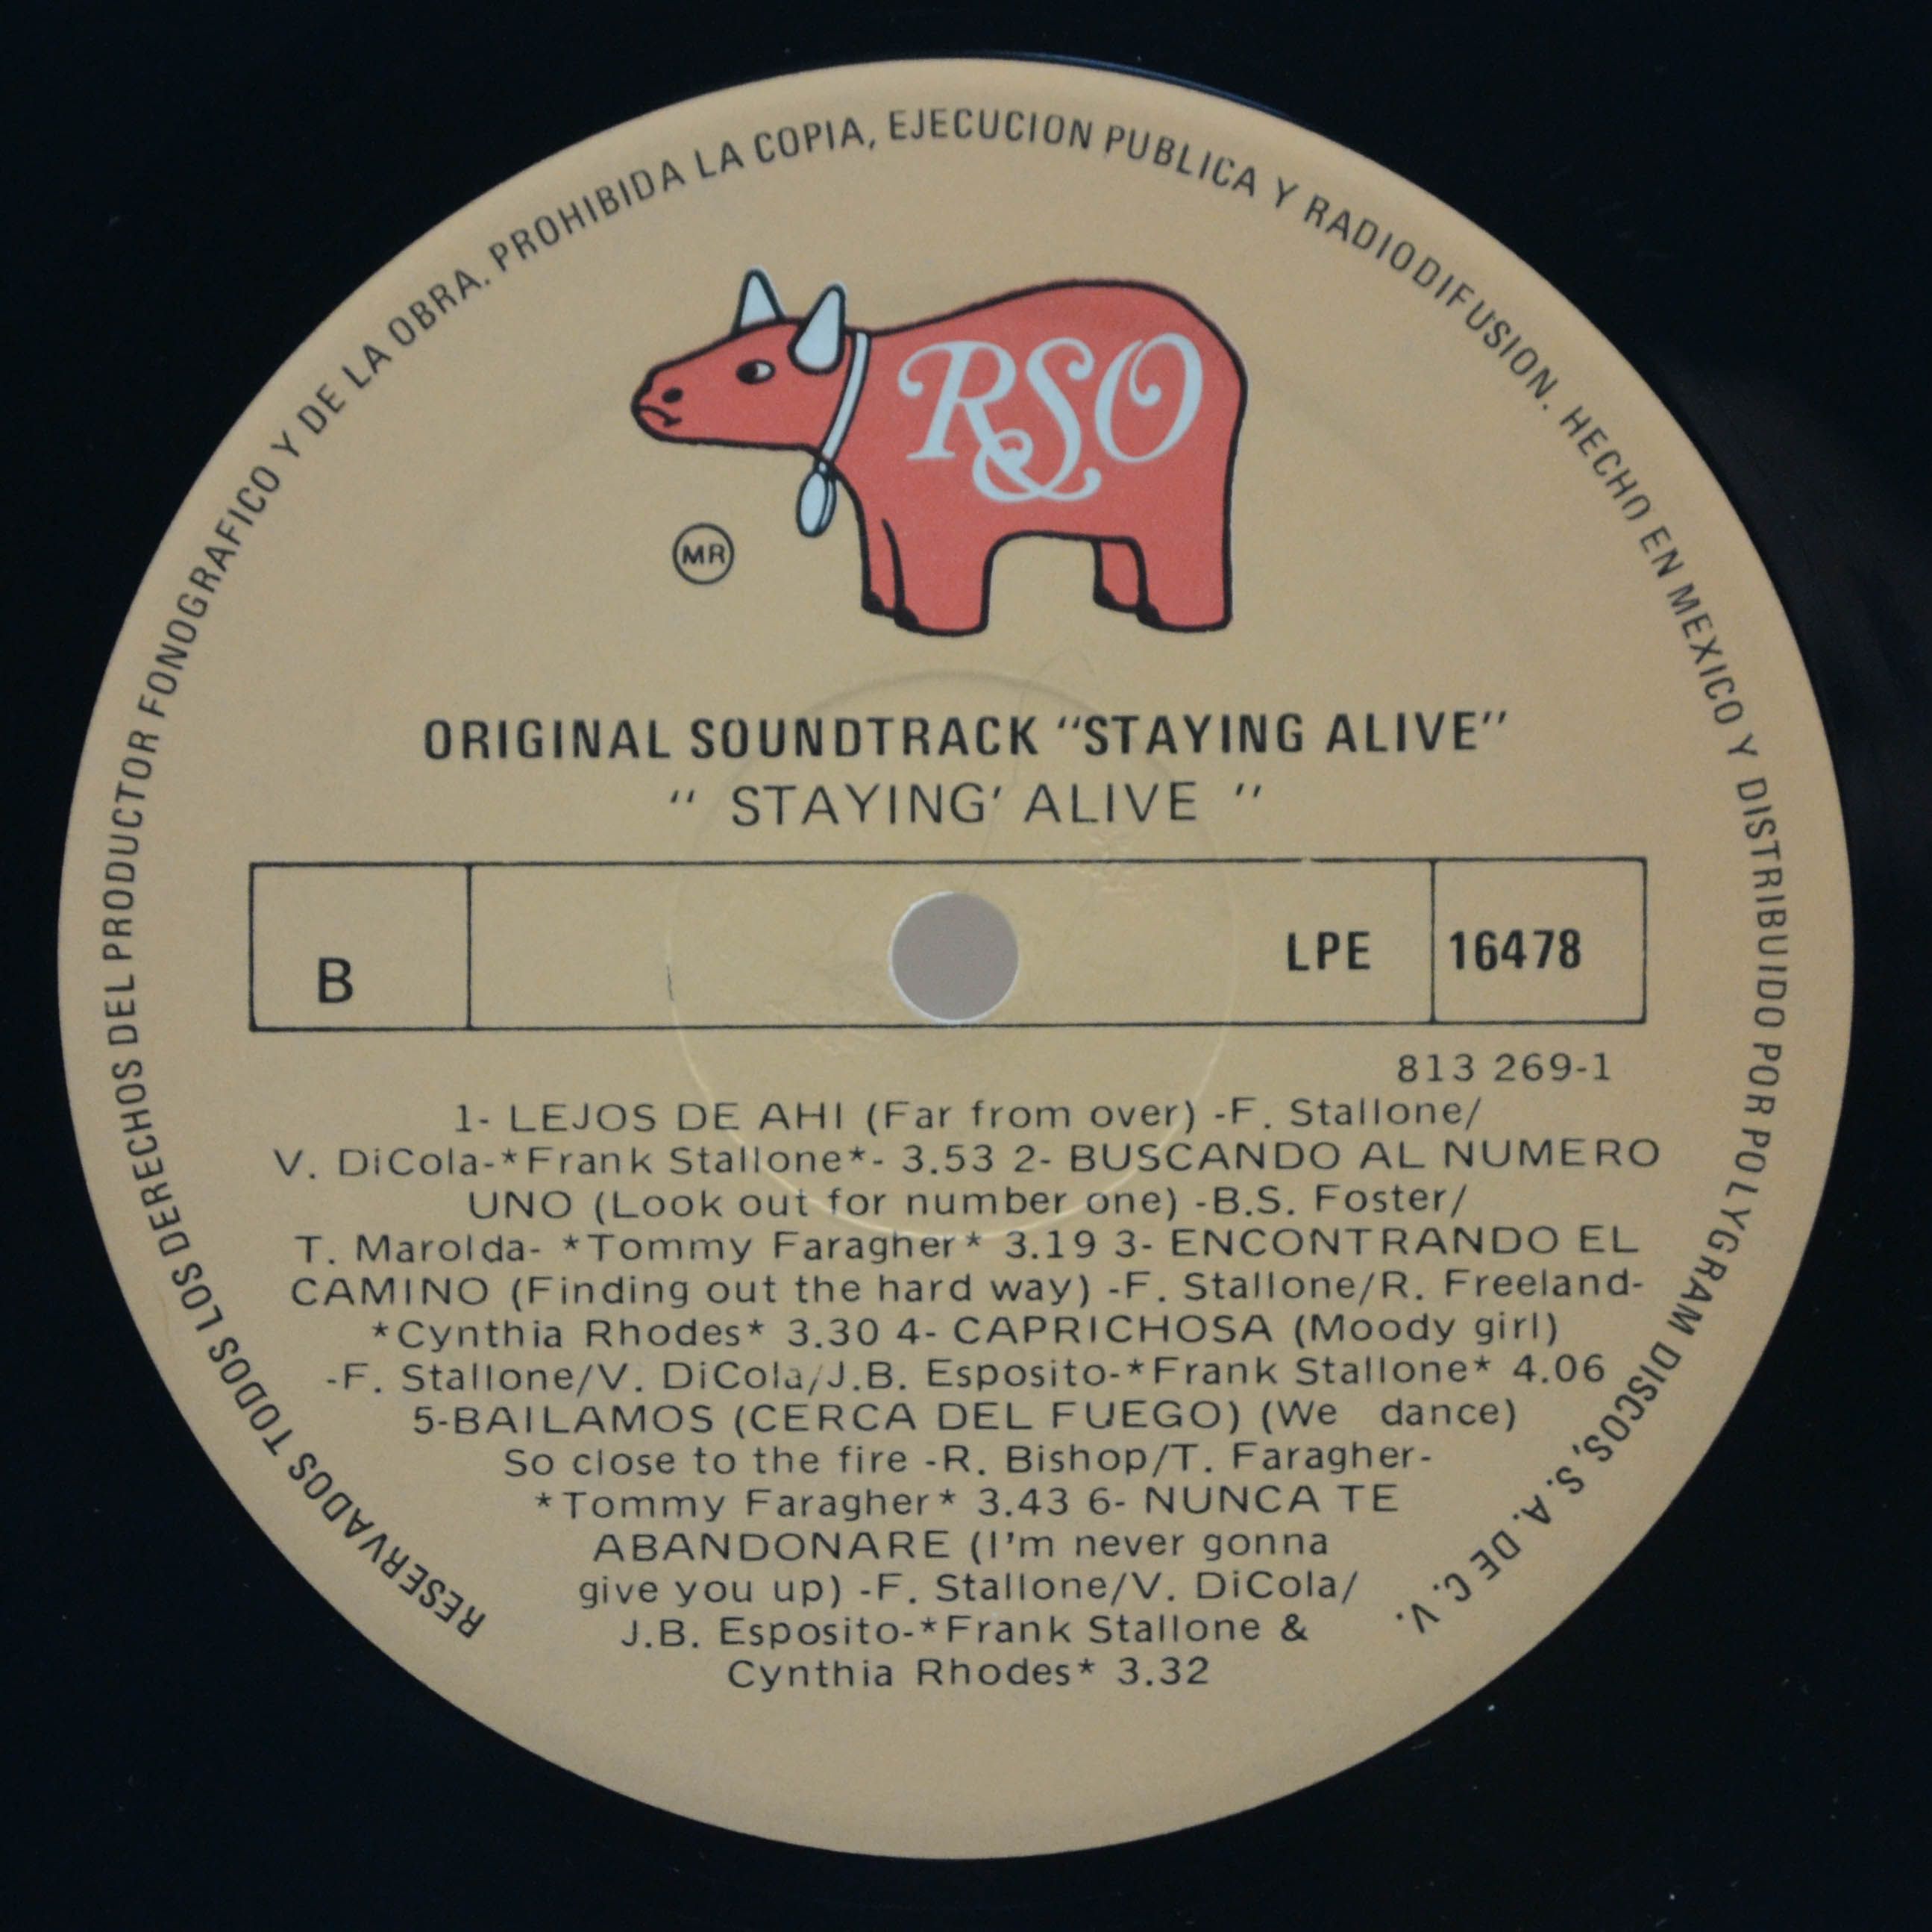 RESERVADOS TODOS LOS DERECHOS DEL PRODUCTOR FONOGRAFICO Y DE LA OBRA. PROHIBIDA LA COPIA, EJECUCION PUBLICA Y RADIODIFUSION. HECHO EN MEXICO Y DISTRIBUIDO POR POLYGRAM DISCOS, S. A. DE C. V.
RSO
MR
ORIGINAL SOUNDTRACK "STAYING ALIVE"
" STAYING' ALIVE "
B LPE 16478
813 269-1
1- LEJOS DE AHI (Far from over) -F. Stallone/
V. DiCola-*Frank Stallone*- 3.53 2- BUSCANDO AL NUMERO
UNO (Look out for number one) -B.S. Foster/
T. Marolda- *Tommy Faragher* 3.19 3- ENCONTRANDO EL
CAMINO (Finding out the hard way) -F. Stallone/R. Freeland-
*Cynthia Rhodes* 3.30 4- CAPRICHOSA (Moody girl)
-F. Stallone/V. DiCola/J.B. Esposito-*Frank Stallone* 4.06
5-BAILAMOS (CERCA DEL FUEGO) (We dance)
So close to the fire -R. Bishop/T. Faragher-
*Tommy Faragher* 3.43 6- NUNCA TE
ABANDONARE (I'm never gonna
give you up) -F. Stallone/V. DiCola/
J.B. Esposito-*Frank Stallone &
Cynthia Rhodes* 3.32